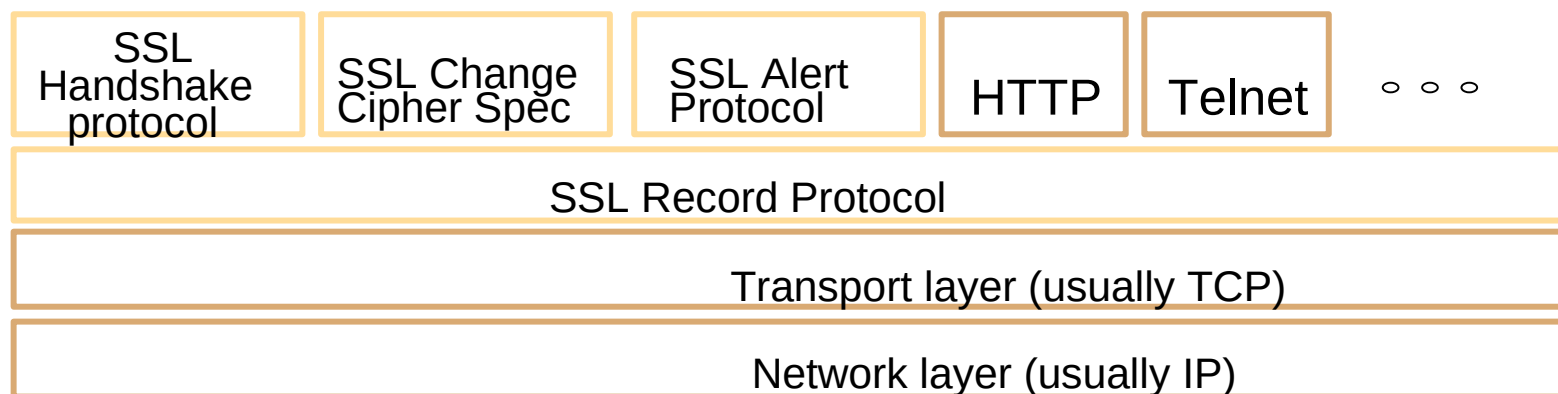 SSL
Handshake
protocol
SSL Change
Cipher Spec
SSL Alert
Protocol
HTTP
Telnet
SSL Record Protocol
Transport layer (usually TCP)
Network layer (usually IP)